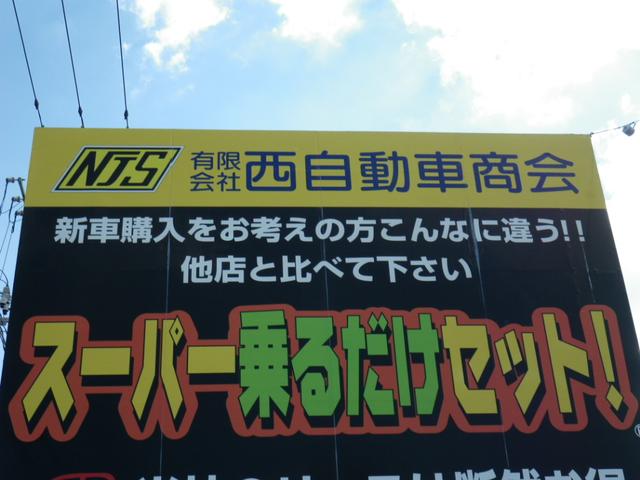 NJS 有限会社 西自動車商会
新車購入をお考えの方こんなに違う!!
他店と比べて下さい
スーパー乗るだけセット!